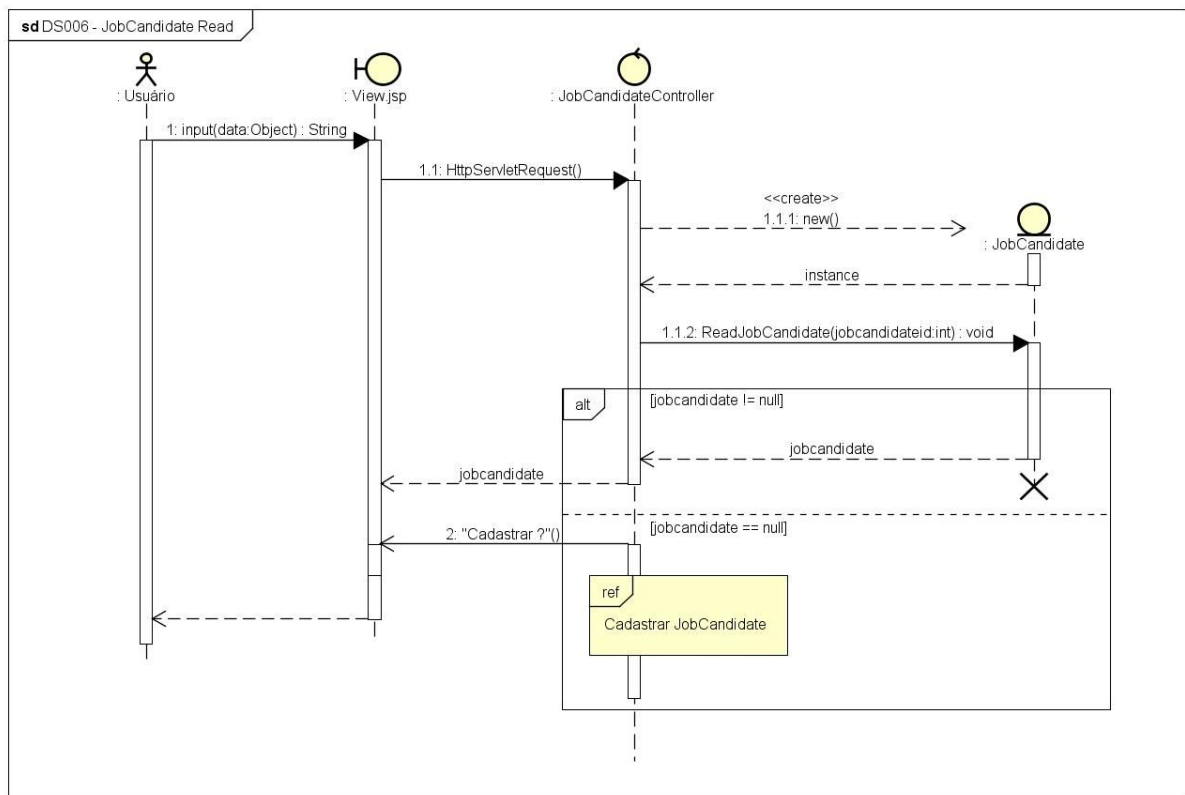 sd DS006 - JobCandidate Read
: Usuário
: View.jsp
: JobCandidateController
1: input(data:Object) : String
1.1: HttpServletRequest()
<<create>>
1.1.1: new()
: JobCandidate
instance
1.1.2: ReadJobCandidate(jobcandidateid:int) : void
alt
[jobcandidate != null]
jobcandidate
jobcandidate
[jobcandidate == null]
2: "Cadastrar ?"()
ref
Cadastrar JobCandidate